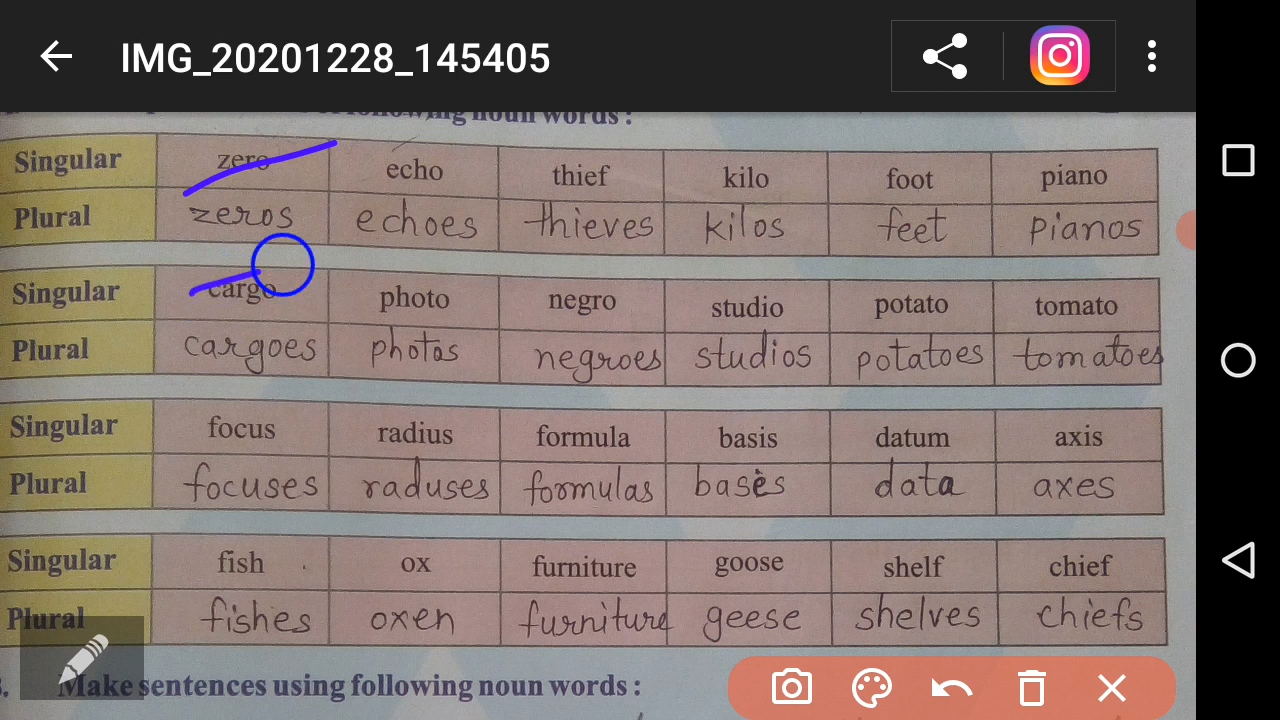 IMG_20201228_145405
following noun words :
Singular zero echo thief kilo foot piano
Plural zeros echoes thieves kilos feet pianos
Singular cargo photo negro studio potato tomato
Plural cargoes photos negroes studios potatoes tomatoes
Singular focus radius formula basis datum axis
Plural focuses raduses formulas bases data axes
Singular fish ox furniture goose shelf chief
Plural fishes oxen furniture geese shelves chiefs
Make sentences using following noun words :